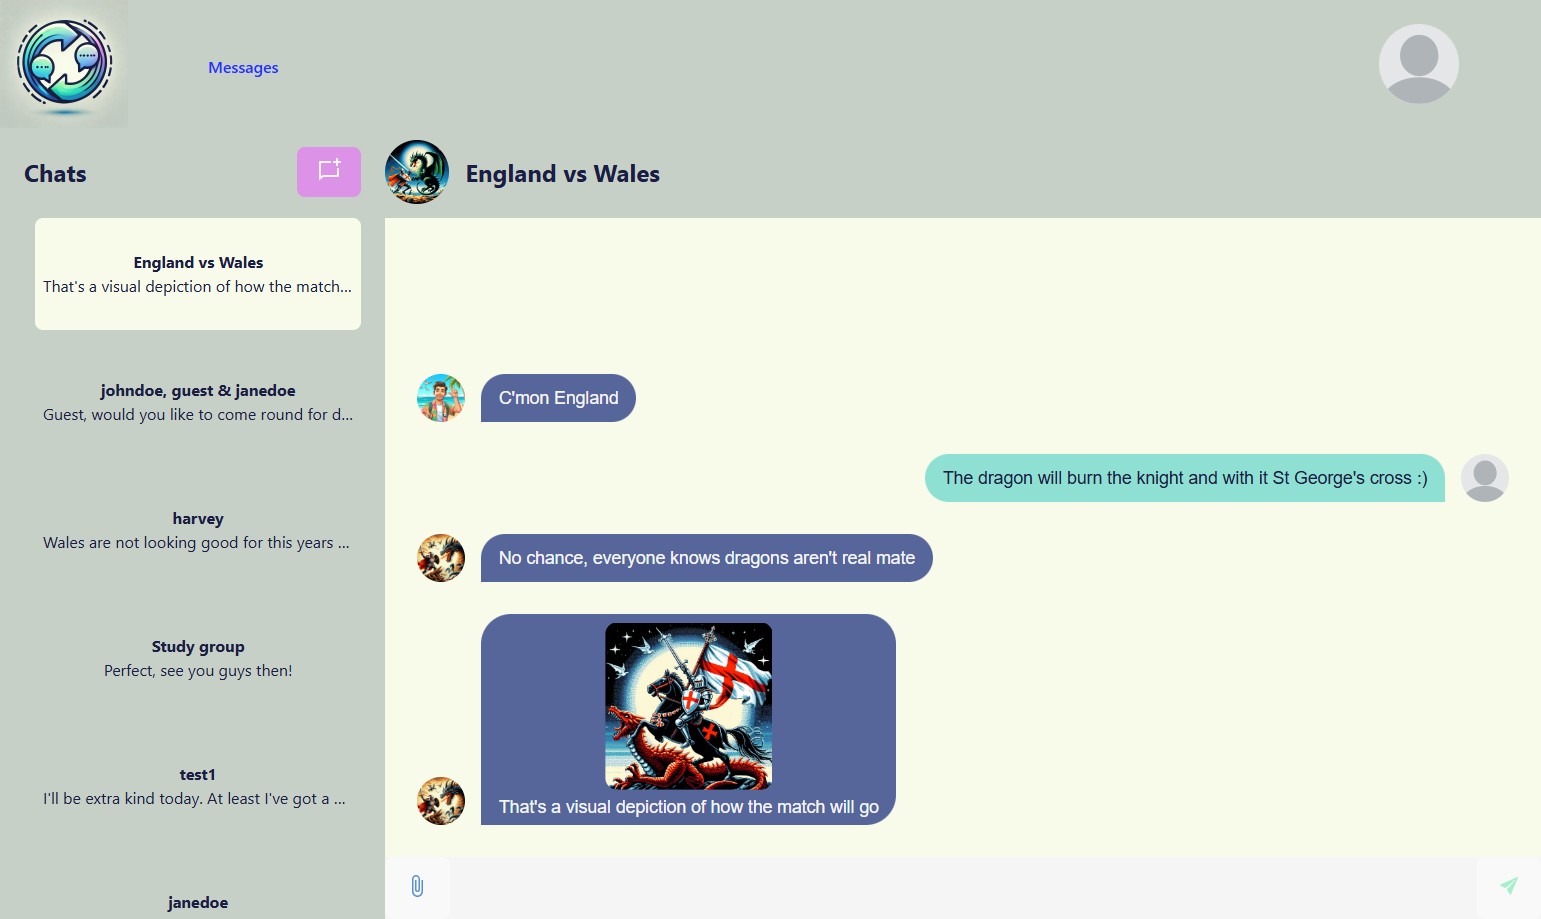 Messages
Chats
England vs Wales
That's a visual depiction of how the match...
johndoe, guest & janedoe
Guest, would you like to come round for d...
harvey
Wales are not looking good for this years ...
Study group
Perfect, see you guys then!
test1
I'll be extra kind today. At least I've got a ...
janedoe
England vs Wales
C'mon England
The dragon will burn the knight and with it St George's cross :)
No chance, everyone knows dragons aren't real mate
That's a visual depiction of how the match will go